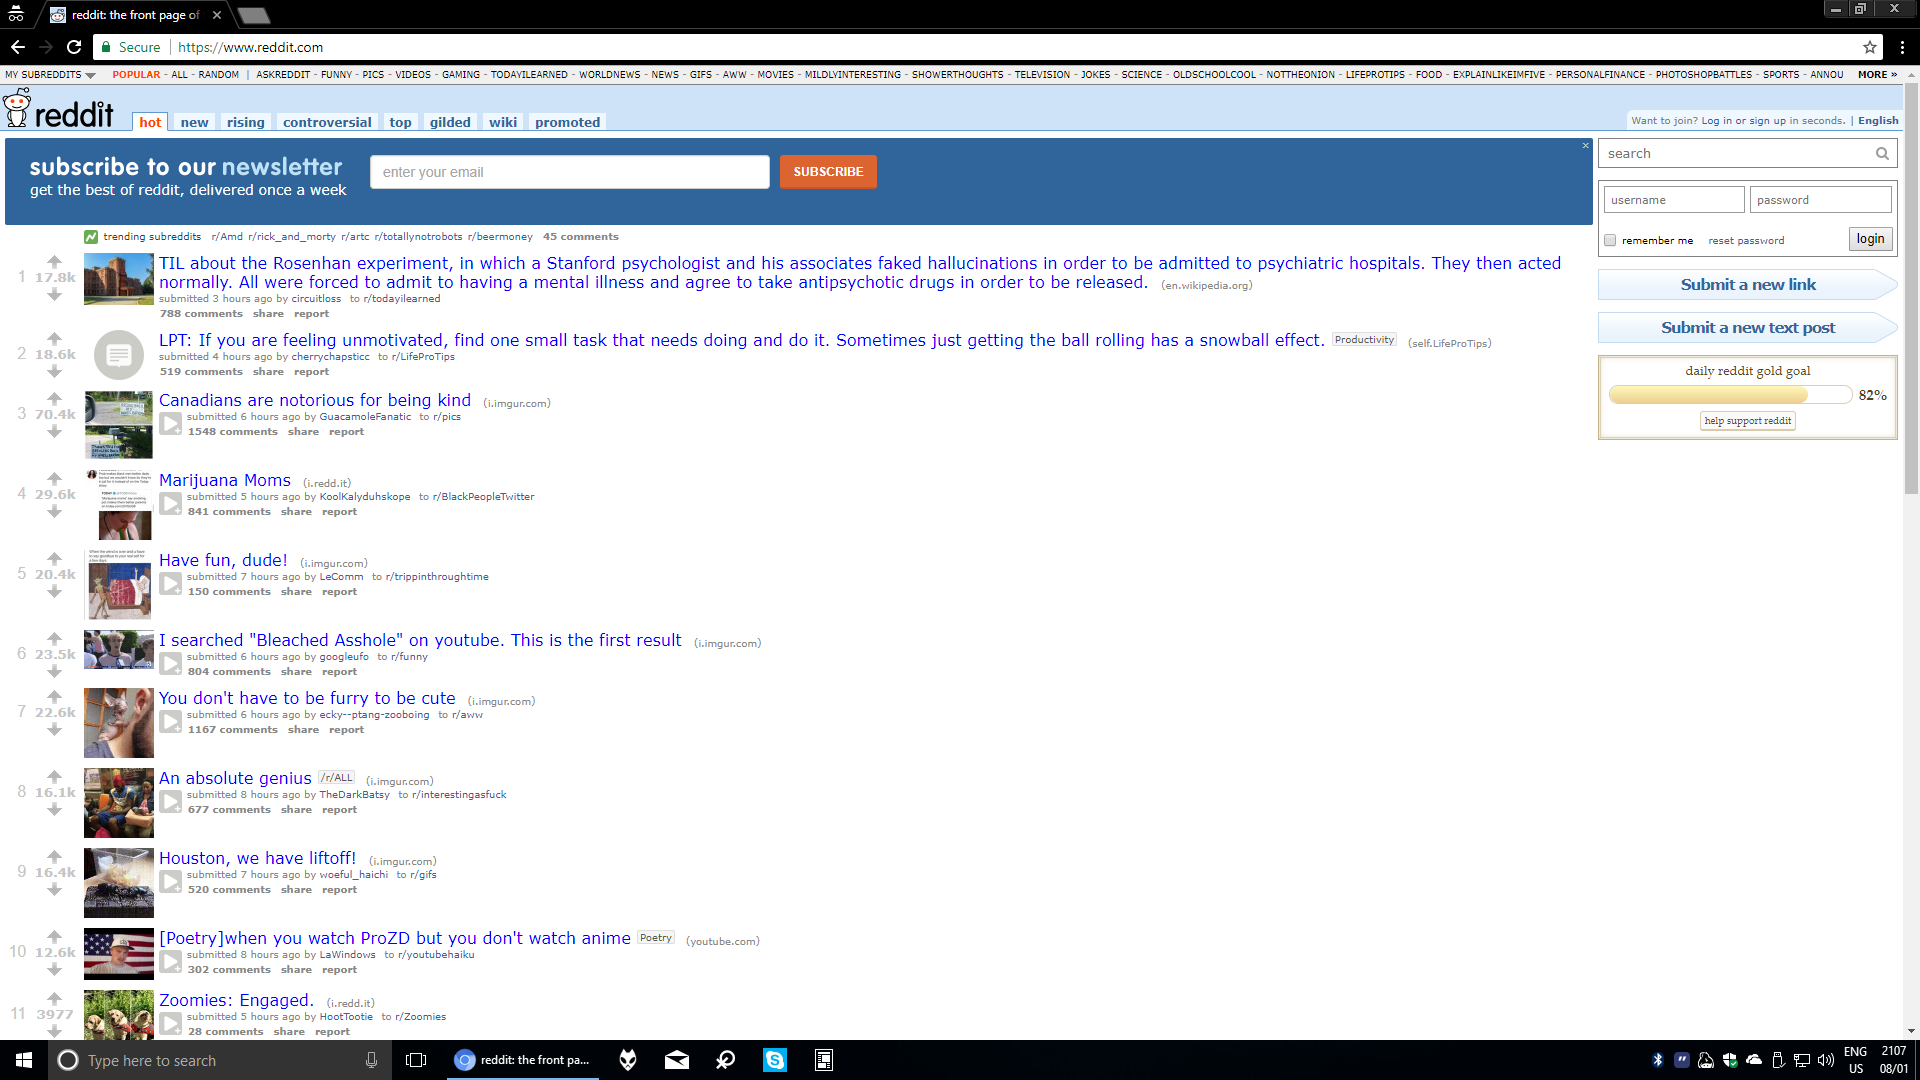 reddit: the front page of
Secure https://www.reddit.com
MY SUBREDDITS POPULAR - ALL - RANDOM | ASKREDDIT - FUNNY - PICS - VIDEOS - GAMING - TODAYILEARNED - WORLDNEWS - NEWS - GIFS - AWW - MOVIES - MILDLYINTERESTING - SHOWERTHOUGHTS - TELEVISION - JOKES - SCIENCE - OLDSCHOOLCOOL - NOTTHEONION - LIFEPROTIPS - FOOD - EXPLAINLIKEIMFIVE - PERSONALFINANCE - PHOTOSHOPBATTLES - SPORTS - ANNOU MORE »
reddit hot new rising controversial top gilded wiki promoted
Want to join? Log in or sign up in seconds. | English
subscribe to our newsletter
get the best of reddit, delivered once a week
enter your email
SUBSCRIBE
search
username password
remember me reset password login
Submit a new link
Submit a new text post
daily reddit gold goal
82%
help support reddit
trending subreddits r/Amd r/rick_and_morty r/artc r/totallynotrobots r/beermoney 45 comments
1 17.8k
TIL about the Rosenhan experiment, in which a Stanford psychologist and his associates faked hallucinations in order to be admitted to psychiatric hospitals. They then acted
normally. All were forced to admit to having a mental illness and agree to take antipsychotic drugs in order to be released. (en.wikipedia.org)
submitted 3 hours ago by circuitloss to r/todayilearned
788 comments share report
2 18.6k
LPT: If you are feeling unmotivated, find one small task that needs doing and do it. Sometimes just getting the ball rolling has a snowball effect. Productivity (self.LifeProTips)
submitted 4 hours ago by cherrychapsticc to r/LifeProTips
519 comments share report
3 70.4k
Canadians are notorious for being kind (i.imgur.com)
submitted 6 hours ago by GuacamoleFanatic to r/pics
1548 comments share report
4 29.6k
Marijuana Moms (i.redd.it)
submitted 5 hours ago by KoolKalyduhskope to r/BlackPeopleTwitter
841 comments share report
5 20.4k
Have fun, dude! (i.imgur.com)
submitted 7 hours ago by LeComm to r/trippinthroughtime
150 comments share report
6 23.5k
I searched "Bleached Asshole" on youtube. This is the first result (i.imgur.com)
submitted 6 hours ago by googleufo to r/funny
804 comments share report
7 22.6k
You don't have to be furry to be cute (i.imgur.com)
submitted 6 hours ago by ecky--ptang-zooboing to r/aww
1167 comments share report
8 16.1k
An absolute genius /r/ALL (i.imgur.com)
submitted 8 hours ago by TheDarkBatsy to r/interestingasfuck
677 comments share report
9 16.4k
Houston, we have liftoff! (i.imgur.com)
submitted 7 hours ago by woeful_haichi to r/gifs
520 comments share report
10 12.6k
[Poetry]when you watch ProZD but you don't watch anime Poetry (youtube.com)
submitted 8 hours ago by LaWindows to r/youtubehaiku
302 comments share report
11 3977
Zoomies: Engaged. (i.redd.it)
submitted 5 hours ago by HootTootie to r/Zoomies
28 comments share report
Type here to search
reddit: the front pa...
ENG 2107
US 08/01